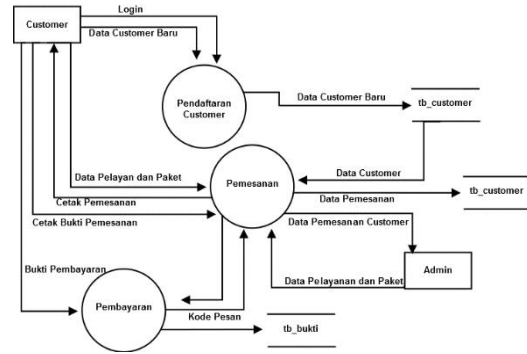 Login
Customer
Data Customer Baru
Pendaftaran
Customer
Data Customer Baru
tb_customer
Data Customer
Data Pelayan dan Paket
Pemesanan
tb_customer
Cetak Pemesanan
Data Pemesanan
Cetak Bukti Pemesanan
Data Pemesanan Customer
Bukti Pembayaran
Admin
Data Pelayanan dan Paket
Pembayaran
Kode Pesan
tb_bukti